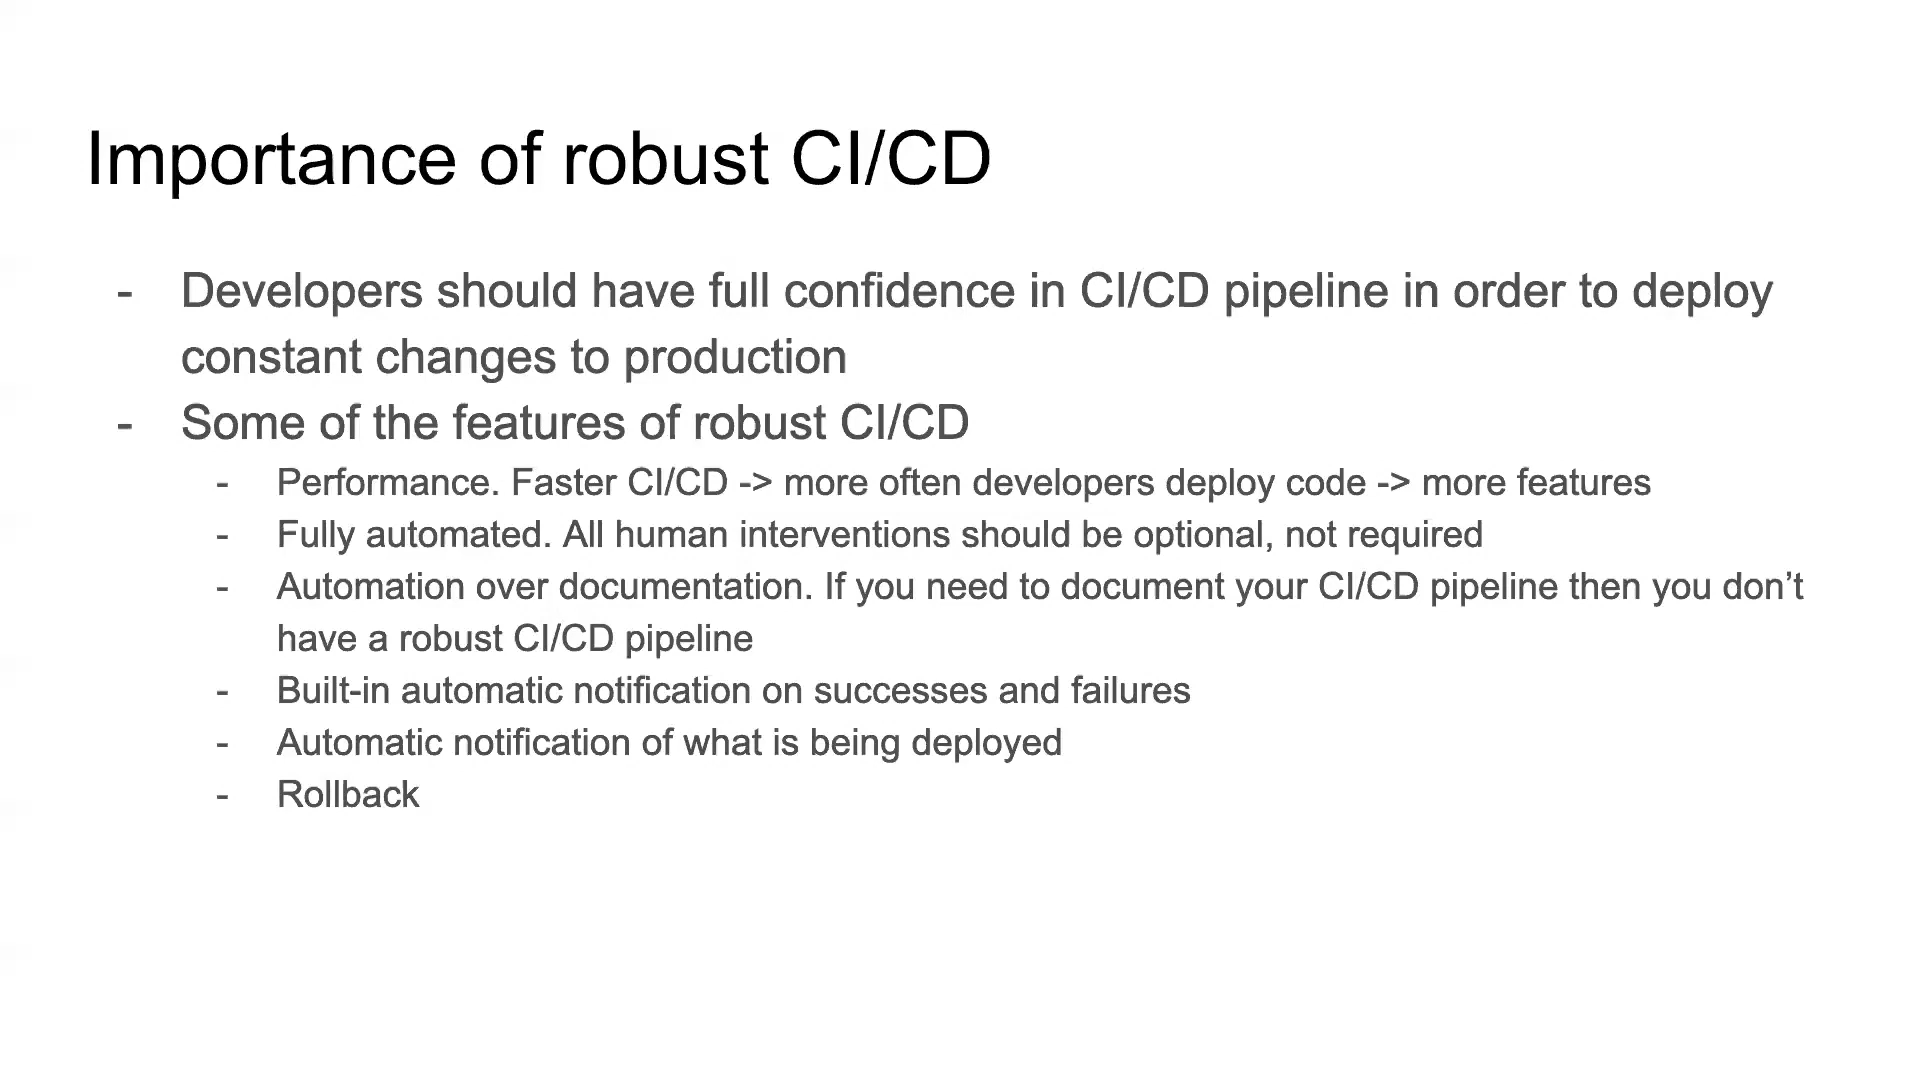 Importance of robust CI/CD
- Developers should have full confidence in CI/CD pipeline in order to deploy
constant changes to production
- Some of the features of robust CI/CD
- Performance. Faster CI/CD -> more often developers deploy code -> more features
- Fully automated. All human interventions should be optional, not required
- Automation over documentation. If you need to document your CI/CD pipeline then you don’t
have a robust CI/CD pipeline
- Built-in automatic notification on successes and failures
- Automatic notification of what is being deployed
- Rollback